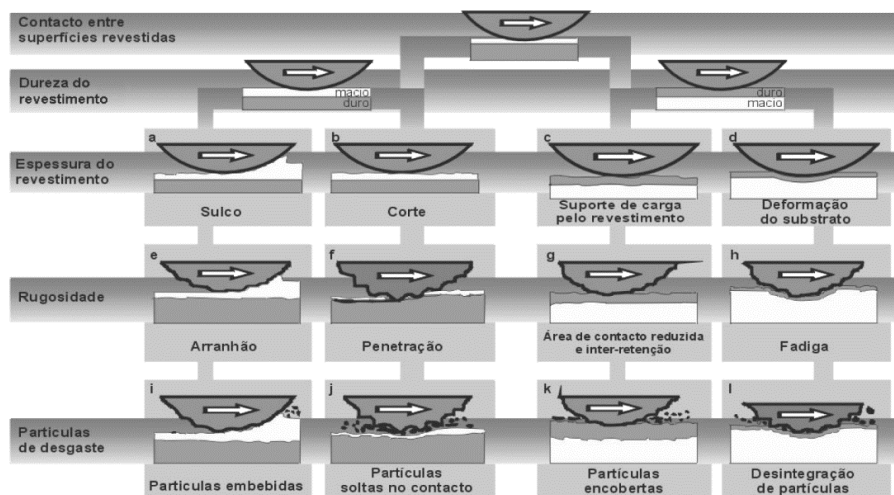 Contacto entre
superfícies revestidas
Dureza do
revestimento
macio
duro
duro
macio
Espessura do
revestimento
a
b
c
d
Sulco
Corte
Suporte de carga
pelo revestimento
Deformação
do substrato
Rugosidade
e
f
g
h
Arranhão
Penetração
Área de contacto reduzida
e inter-retenção
Fadiga
Partículas
de desgaste
i
j
k
l
Particulas embebidas
Partículas
soltas no contacto
Partículas
encobertas
Desintegração
de partículas